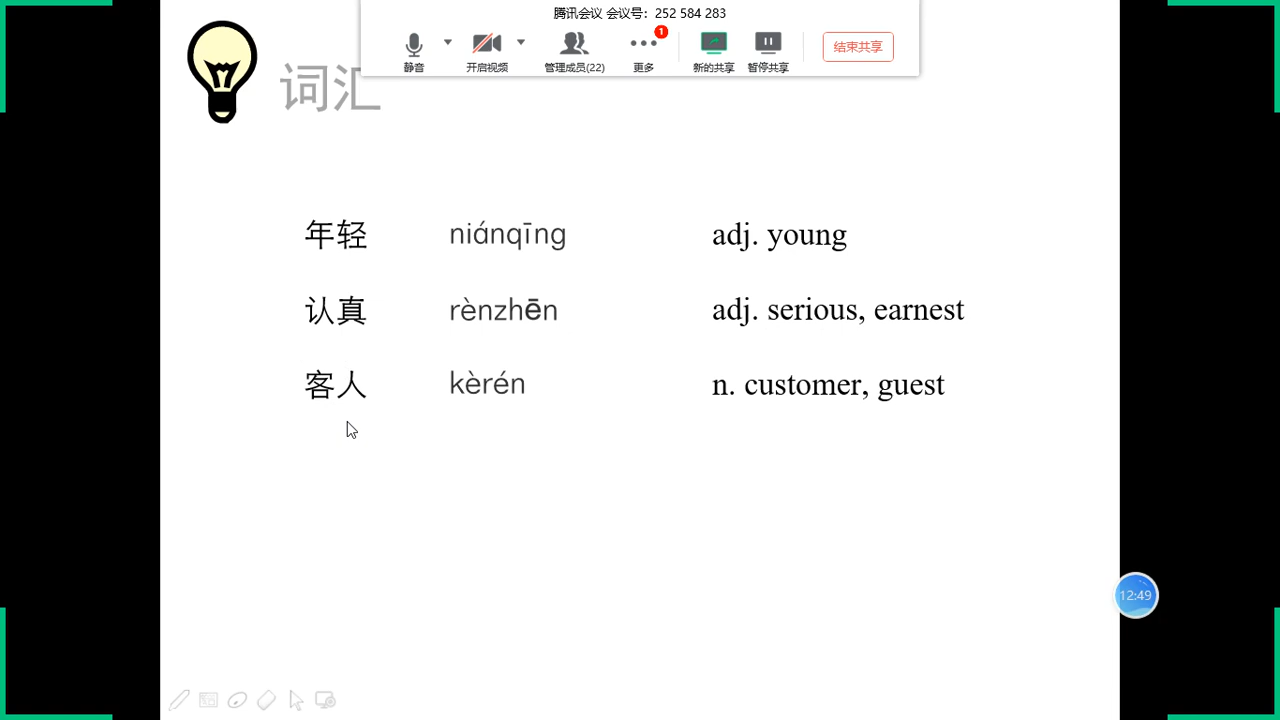 腾讯会议 会议号：252 584 283
1
静音 开启视频 管理成员(22) 更多 新的共享 暂停共享 结束共享
词汇
年轻 niánqīng adj. young
认真 rènzhēn adj. serious, earnest
客人 kèrén n. customer, guest
12:49